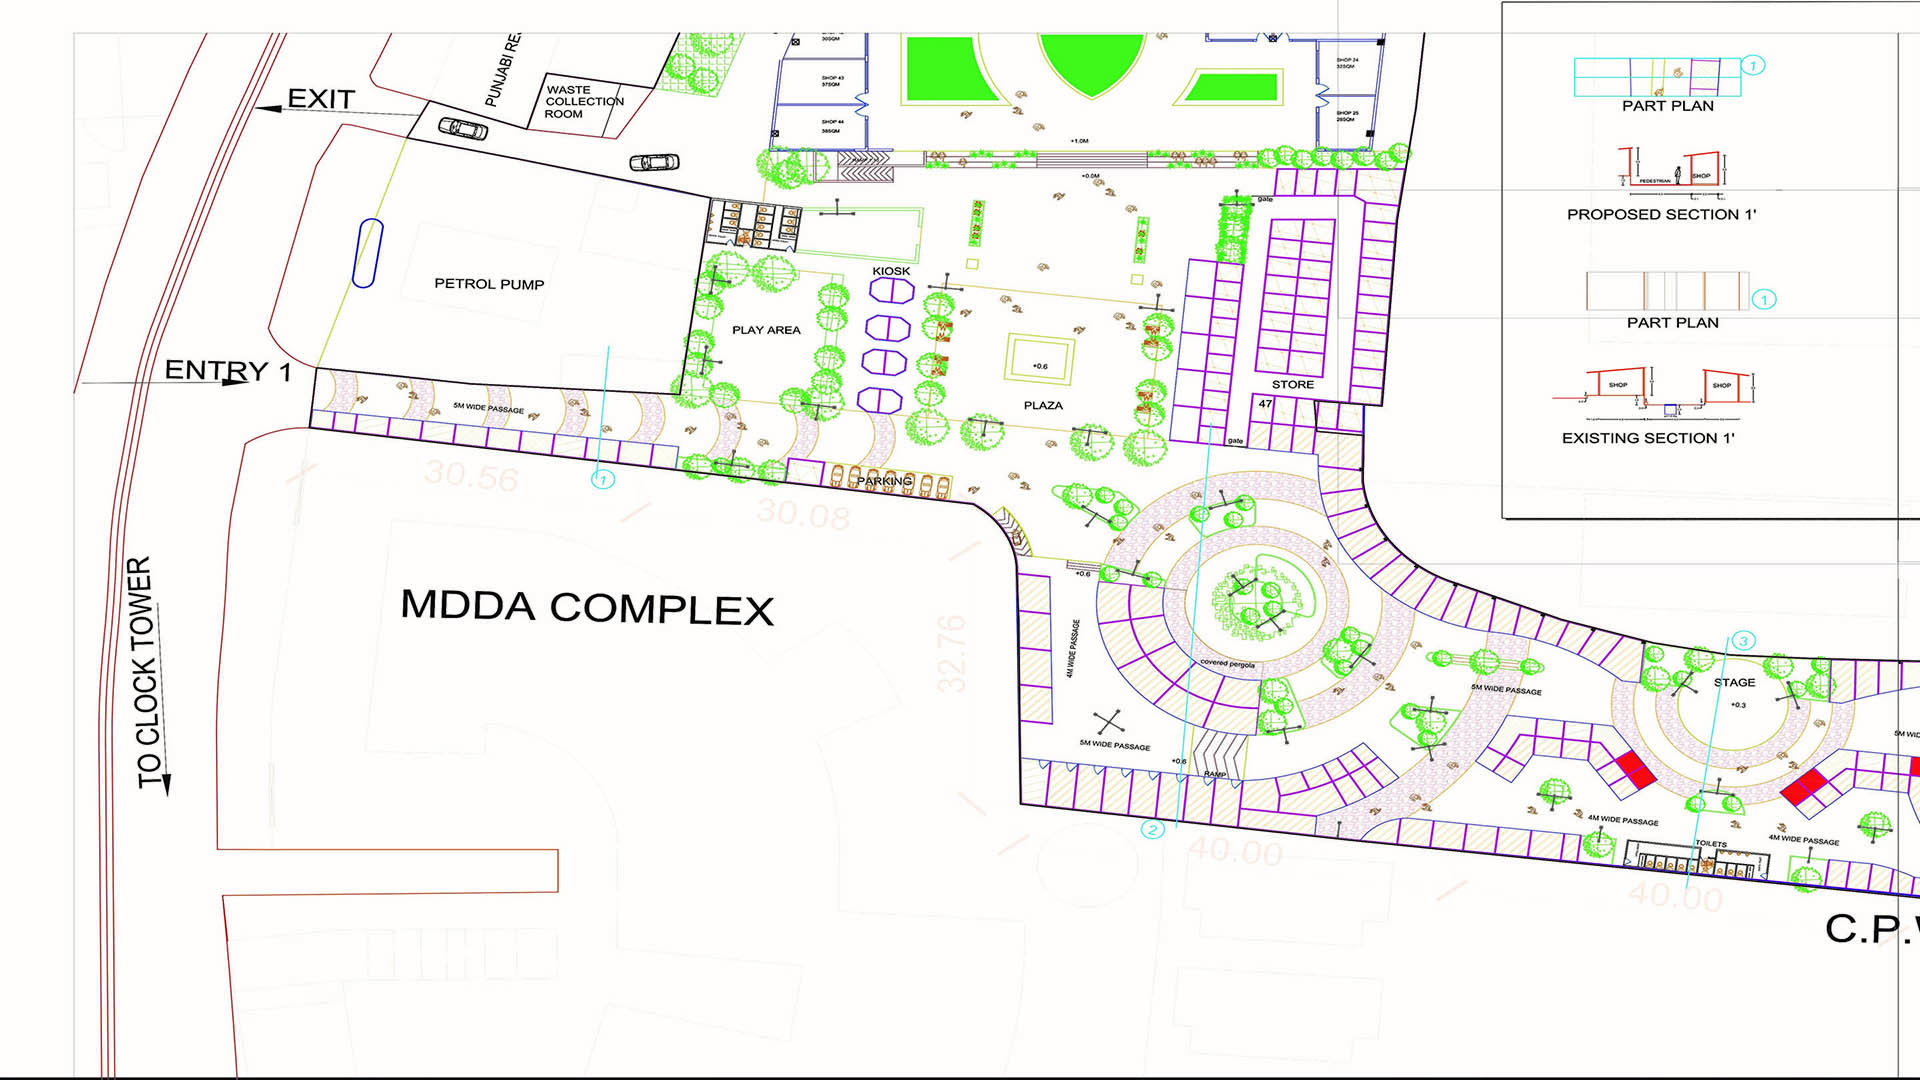 EXIT
PUNJABI RE
WASTE
COLLECTION
ROOM
SHOP 43
37SQM
SHOP 44
38SQM
SHOP 24
32SQM
SHOP 25
28SQM
+1.0M
+0.0M
gate
PETROL PUMP
KIOSK
PLAY AREA
+0.6
PLAZA
STORE
47
gate
ENTRY 1
5M WIDE PASSAGE
PARKING
1
30.56
30.08
MDDA COMPLEX
TO CLOCK TOWER
32.76
+0.6
4M WIDE PASSAGE
covered pergola
5M WIDE PASSAGE
+0.6
RAMP
2
5M WIDE PASSAGE
3
STAGE
+0.3
5M WID
4M WIDE PASSAGE
4M WIDE PASSAGE
TOILETS
40.00
40.00
C.P.
1
PART PLAN
PEDESTRIAN
SHOP
PROPOSED SECTION 1'
1
PART PLAN
SHOP
SHOP
EXISTING SECTION 1'